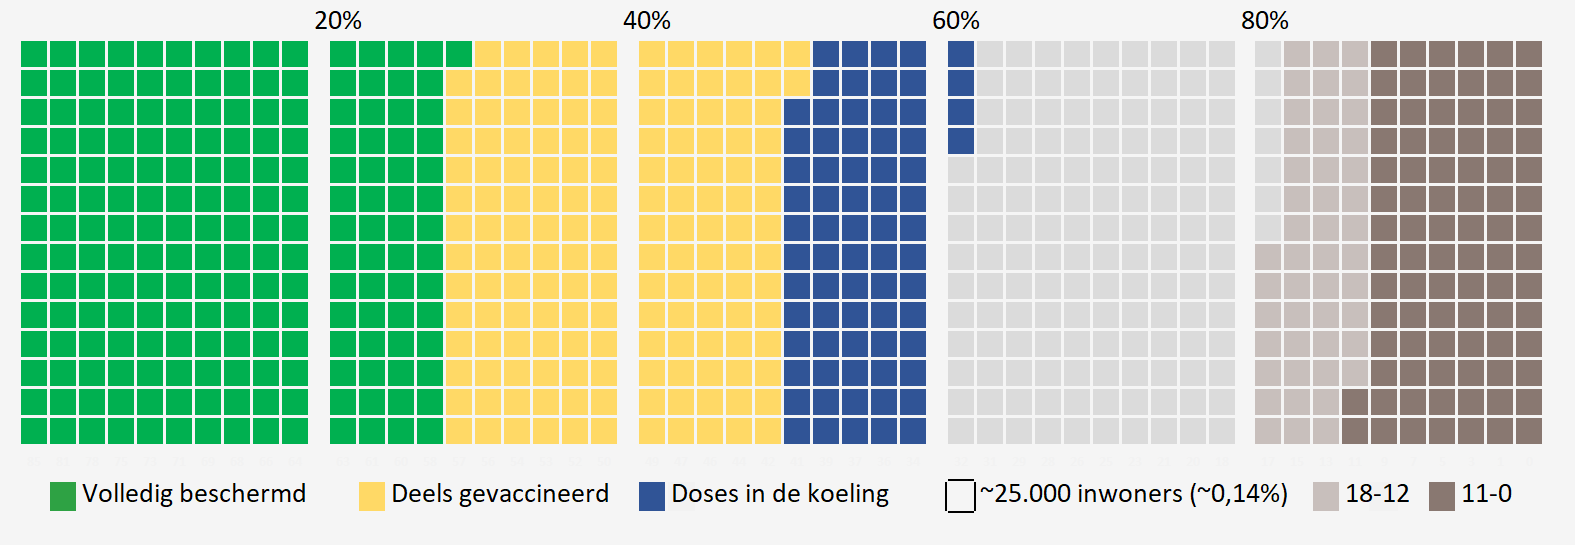 20% 40% 60% 80%
Volledig beschermd Deels gevaccineerd Doses in de koeling ~25.000 inwoners (~0,14%) 18-12 11-0